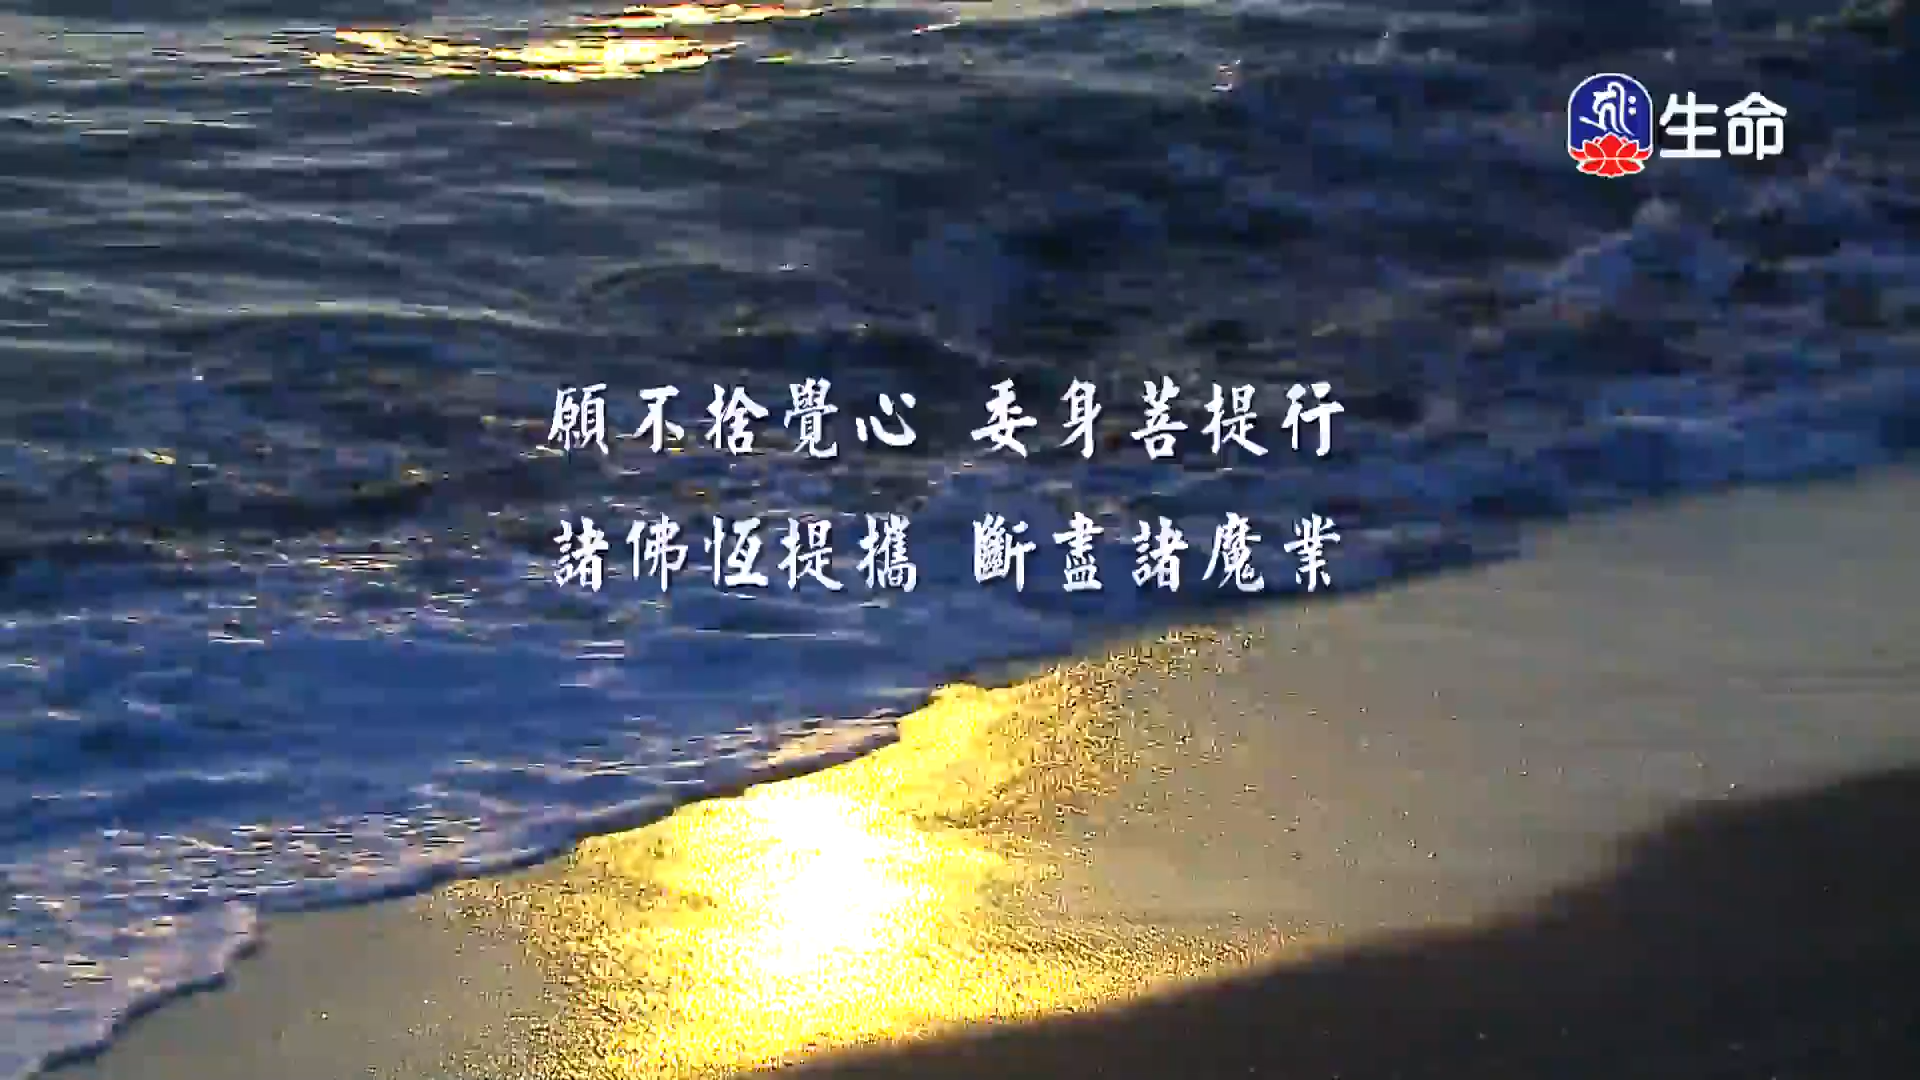 生命
願不捨覺心 委身菩提行
諸佛恆提攜 斷盡諸魔業